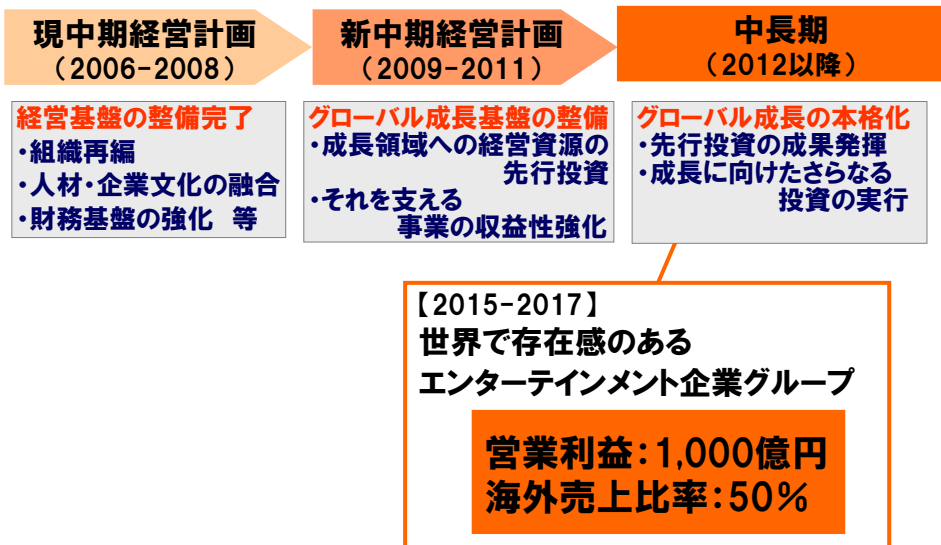 現中期経営計画
（2006-2008）
新中期経営計画
（2009-2011）
中長期
（2012以降）
経営基盤の整備完了
・組織再編
・人材・企業文化の融合
・財務基盤の強化　等
グローバル成長基盤の整備
・成長領域への経営資源の
先行投資
・それを支える
事業の収益性強化
グローバル成長の本格化
・先行投資の成果発揮
・成長に向けたさらなる
投資の実行
【2015-2017】
世界で存在感のある
エンターテインメント企業グループ
営業利益：1,000億円
海外売上比率：50％